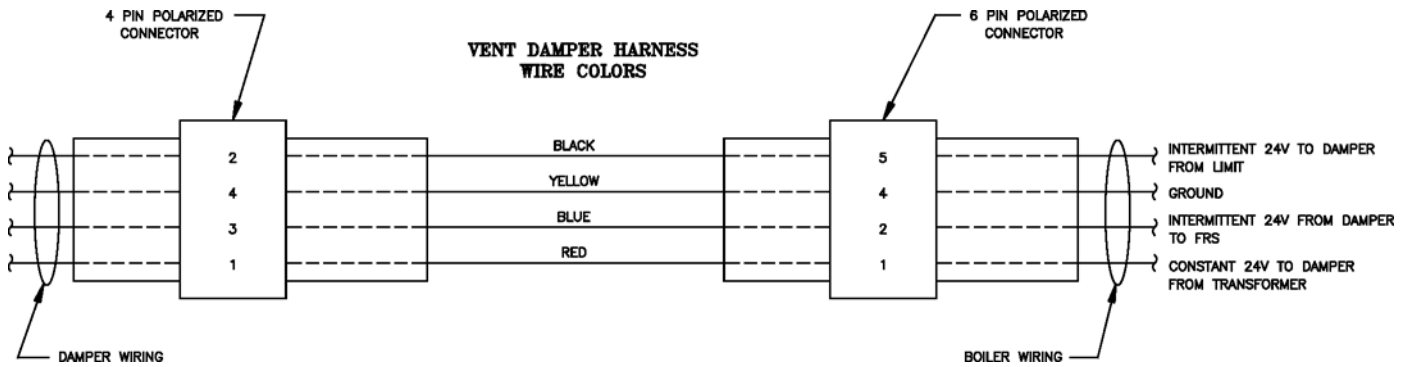 4 PIN POLARIZED
CONNECTOR
VENT DAMPER HARNESS
WIRE COLORS
6 PIN POLARIZED
CONNECTOR
2
BLACK
5
INTERMITTENT 24V TO DAMPER
FROM LIMIT
4
YELLOW
4
GROUND
3
BLUE
2
INTERMITTENT 24V FROM DAMPER
TO FRS
1
RED
1
CONSTANT 24V TO DAMPER
FROM TRANSFORMER
DAMPER WIRING
BOILER WIRING